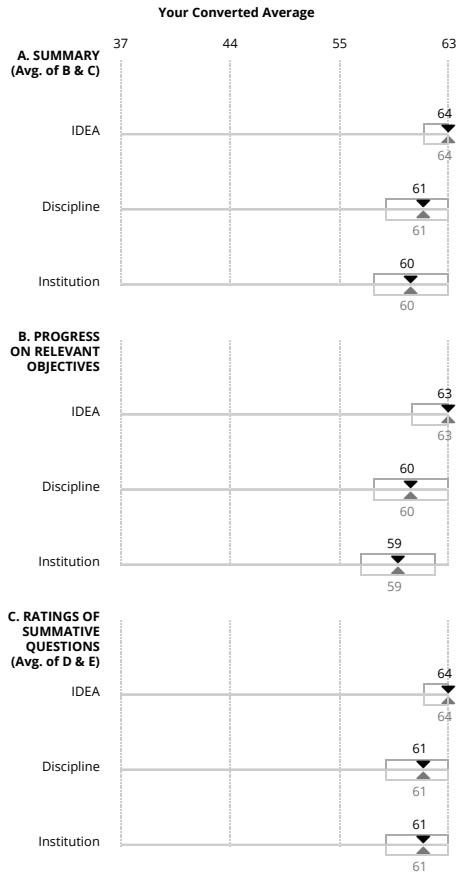 Your Converted Average
37 44 55 63
A. SUMMARY
(Avg. of B & C)
64
IDEA
64
61
Discipline
61
60
Institution
60
B. PROGRESS
ON RELEVANT
OBJECTIVES
63
IDEA
63
60
Discipline
60
59
Institution
59
C. RATINGS OF
SUMMATIVE
QUESTIONS
(Avg. of D & E)
64
IDEA
64
61
Discipline
61
61
Institution
61